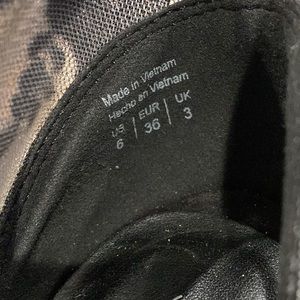 Made in Vietnam
Hecho en Vietnam
US EUR UK
6 36 3